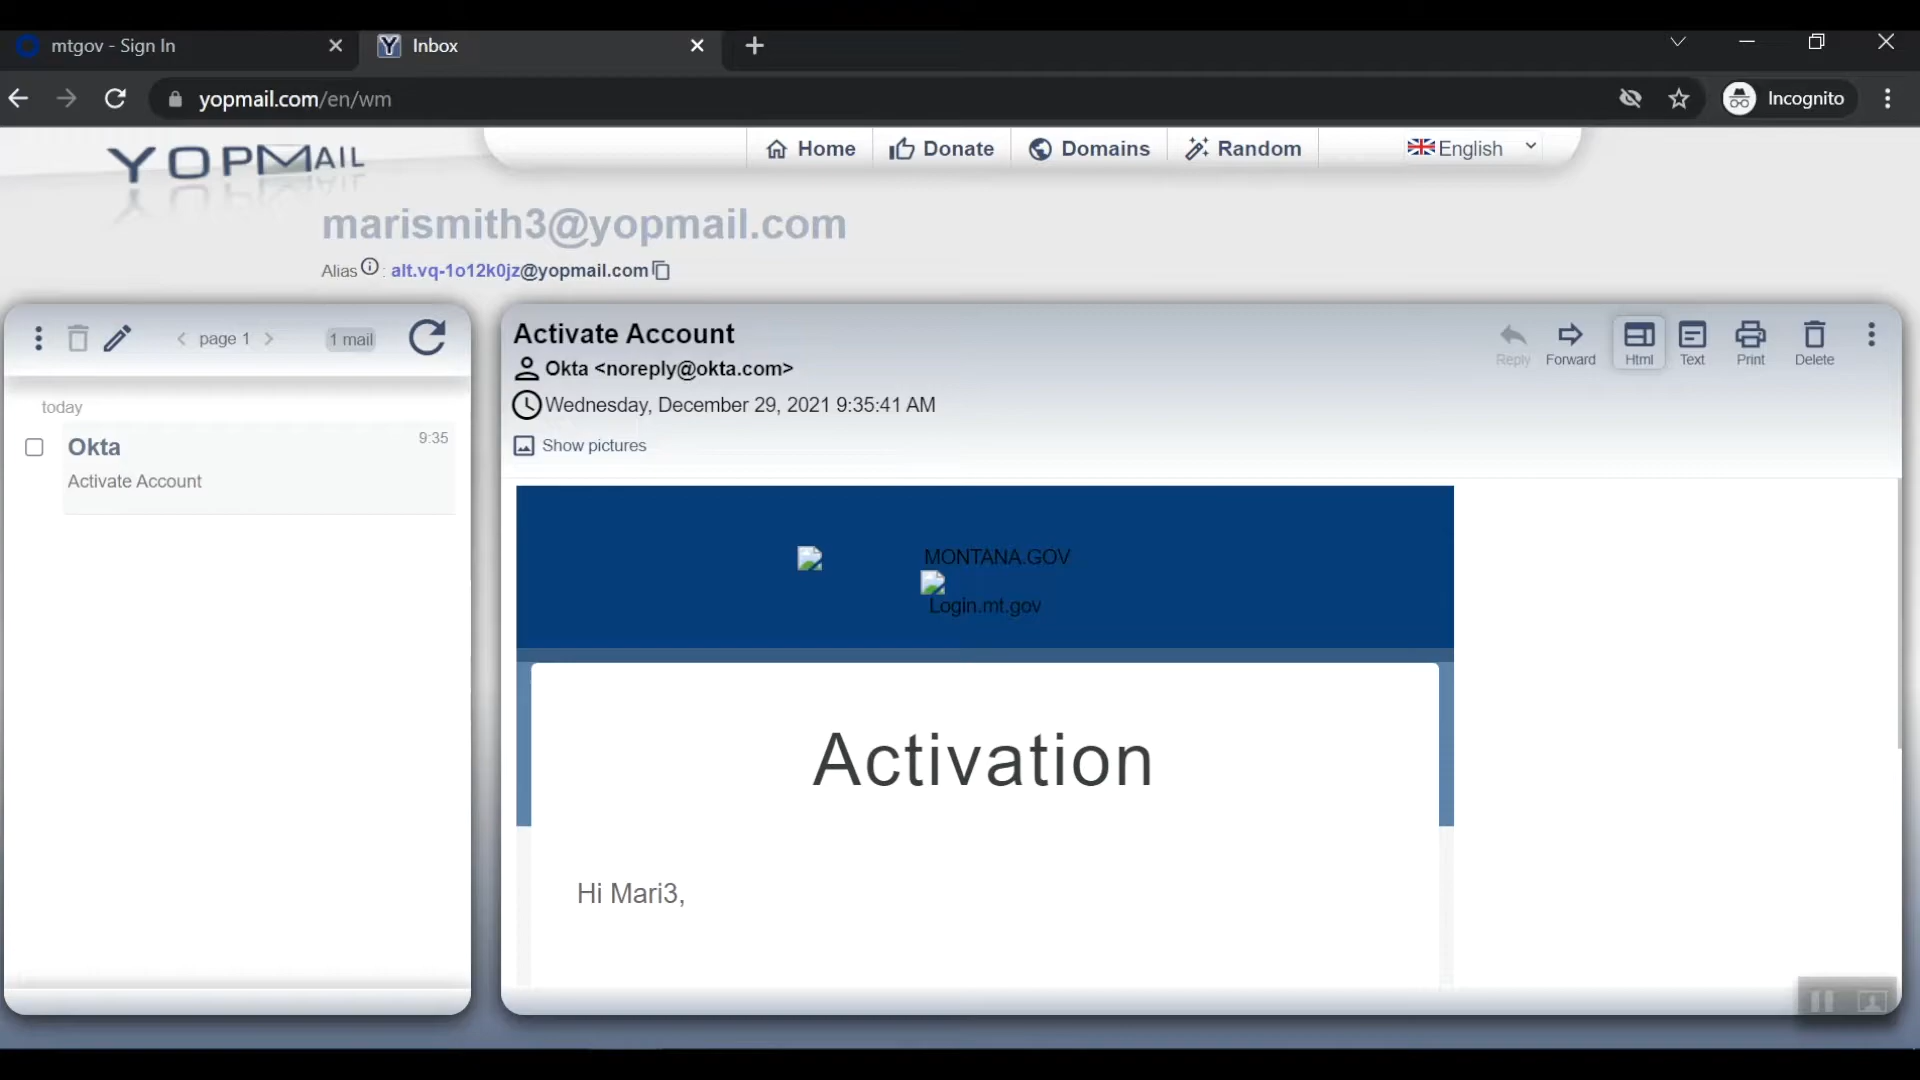 mtgov - Sign In
Inbox
yopmail.com/en/wm
Incognito
YOPMAIL
Home
Donate
Domains
Random
English
marismith3@yopmail.com
Alias : alt.vq-1o12k0jz@yopmail.com
page 1
1 mail
today
Okta
9:35
Activate Account
Activate Account
Okta <noreply@okta.com>
Wednesday, December 29, 2021 9:35:41 AM
Show pictures
Reply
Forward
Html
Text
Print
Delete
MONTANA.GOV
Login.mt.gov
Activation
Hi Mari3,